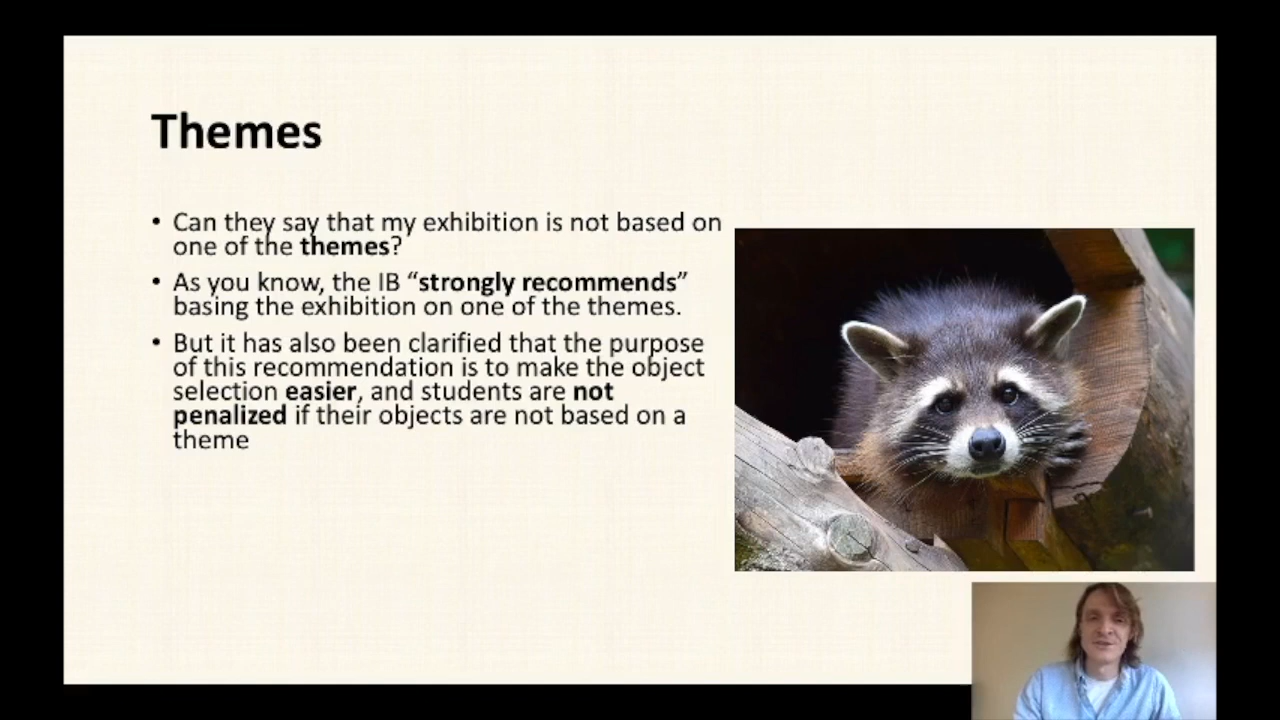 Themes
• Can they say that my exhibition is not based on
one of the themes?
• As you know, the IB “strongly recommends”
basing the exhibition on one of the themes.
• But it has also been clarified that the purpose
of this recommendation is to make the object
selection easier, and students are not
penalized if their objects are not based on a
theme